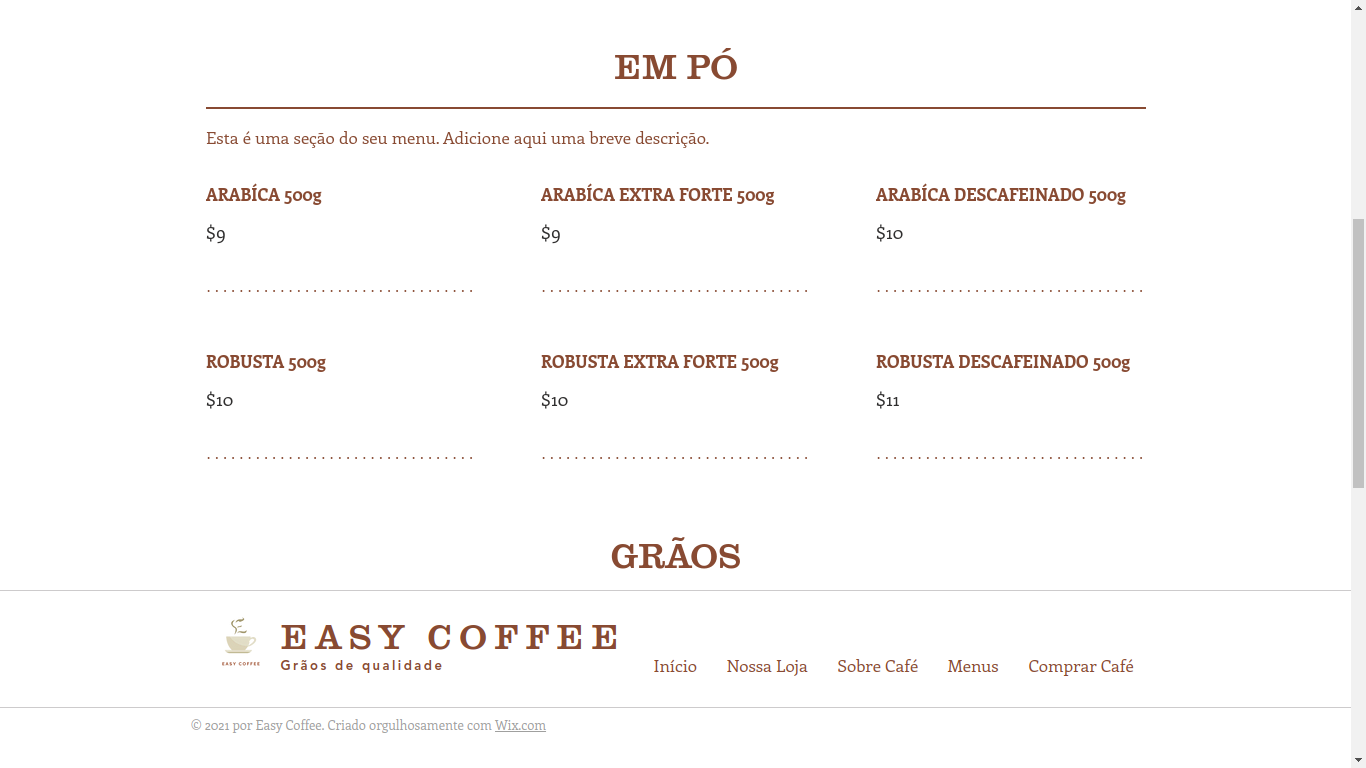 EM PÓ
Esta é uma seção do seu menu. Adicione aqui uma breve descrição.
ARABÍCA 500g
ARABÍCA EXTRA FORTE 500g
ARABÍCA DESCAFEINADO 500g
$9
$9
$10
ROBUSTA 500g
ROBUSTA EXTRA FORTE 500g
ROBUSTA DESCAFEINADO 500g
$10
$10
$11
GRÃOS
EASY COFFEE
EASY COFFEE
Grãos de qualidade
Início
Nossa Loja
Sobre Café
Menus
Comprar Café
© 2021 por Easy Coffee. Criado orgulhosamente com Wix.com